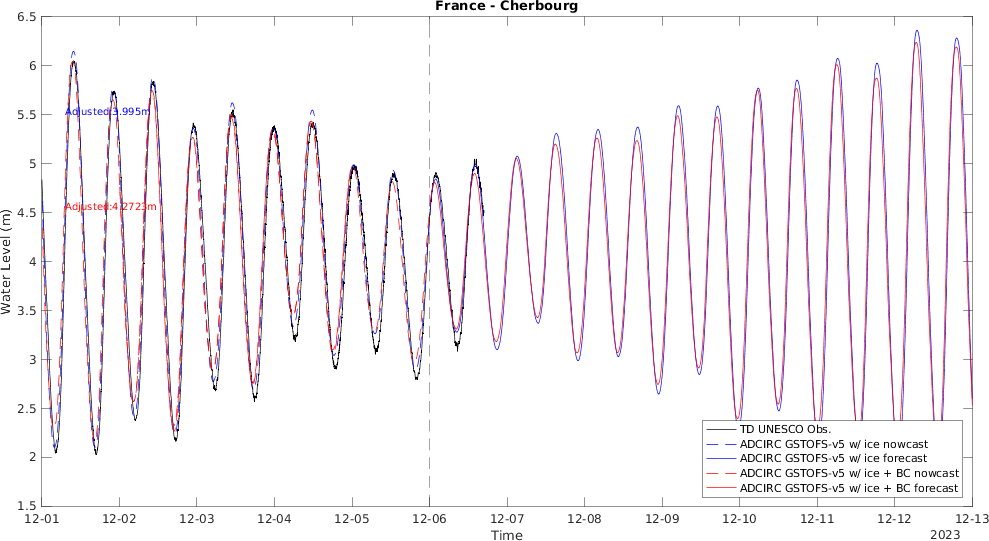 France - Cherbourg
6.5
6
5.5
5
4.5
4
3.5
3
2.5
2
1.5
Water Level (m)
Adjusted:3.995m
Adjusted:4.2723m
TD UNESCO Obs.
ADCIRC GSTOFS-v5 w/ ice nowcast
ADCIRC GSTOFS-v5 w/ ice forecast
ADCIRC GSTOFS-v5 w/ ice + BC nowcast
ADCIRC GSTOFS-v5 w/ ice + BC forecast
12-01 12-02 12-03 12-04 12-05 12-06 12-07 12-08 12-09 12-10 12-11 12-12 12-13
Time
2023